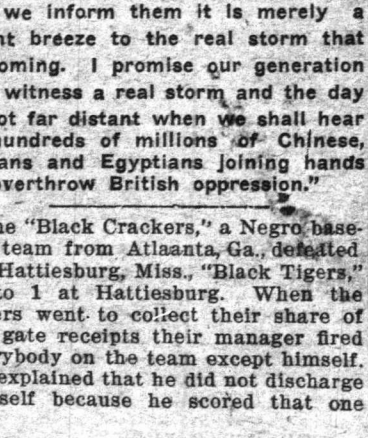 we inform them it is merely a
nt breeze to the real storm that
oming. I promise our generation
witness a real storm and the day
ot far distant when we shall hear
hundreds of millions of Chinese,
ans and Egyptians joining hands
overthrow British oppression."
he "Black Crackers," a Negro base-
team from Atlaanta, Ga., defeated
Hattiesburg, Miss., "Black Tigers,"
to 1 at Hattiesburg. When the
ers went to collect their share of
gate receipts their manager fired
rybody on the team except himself.
explained that he did not discharge
self because he scored that one